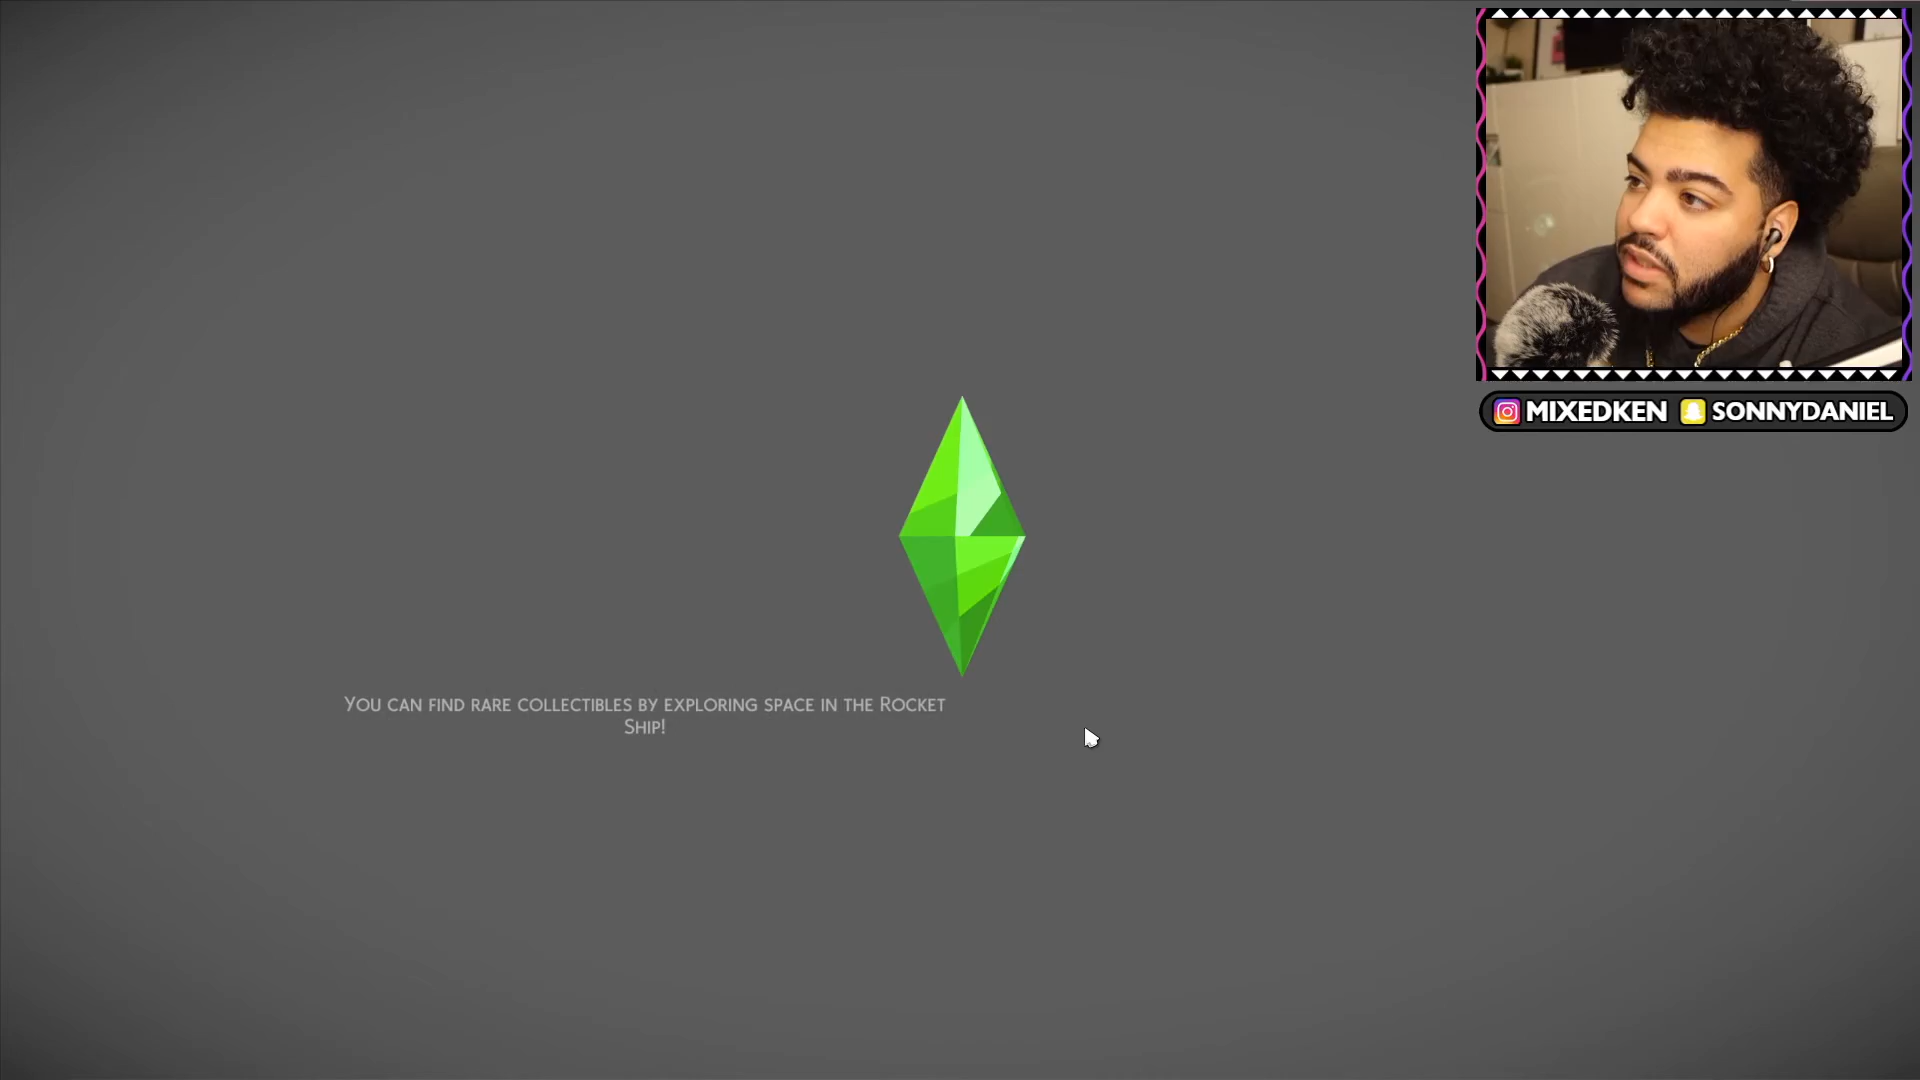 MIXEDKEN SONNYDANIEL
You can find rare collectibles by exploring space in the Rocket
Ship!